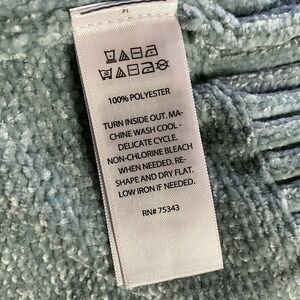 100% POLYESTER
TURN INSIDE OUT. MA-
CHINE WASH COOL -
DELICATE CYCLE.
NON-CHLORINE BLEACH
WHEN NEEDED. RE-
SHAPE AND DRY FLAT.
LOW IRON IF NEEDED.
RN# 75343